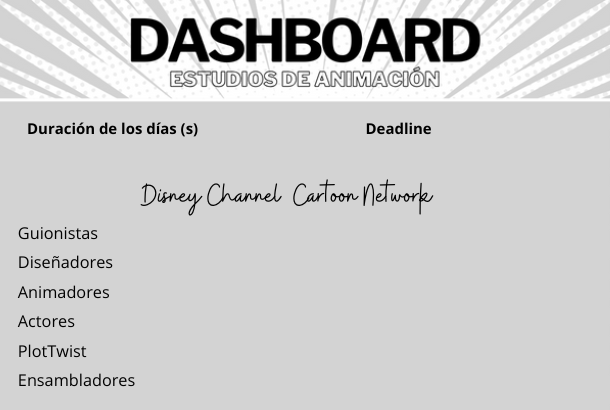 DASHBOARD
ESTUDIOS DE ANIMACIÓN
Duración de los días (s) Deadline
Disney Channel Cartoon Network
Guionistas
Diseñadores
Animadores
Actores
PlotTwist
Ensambladores